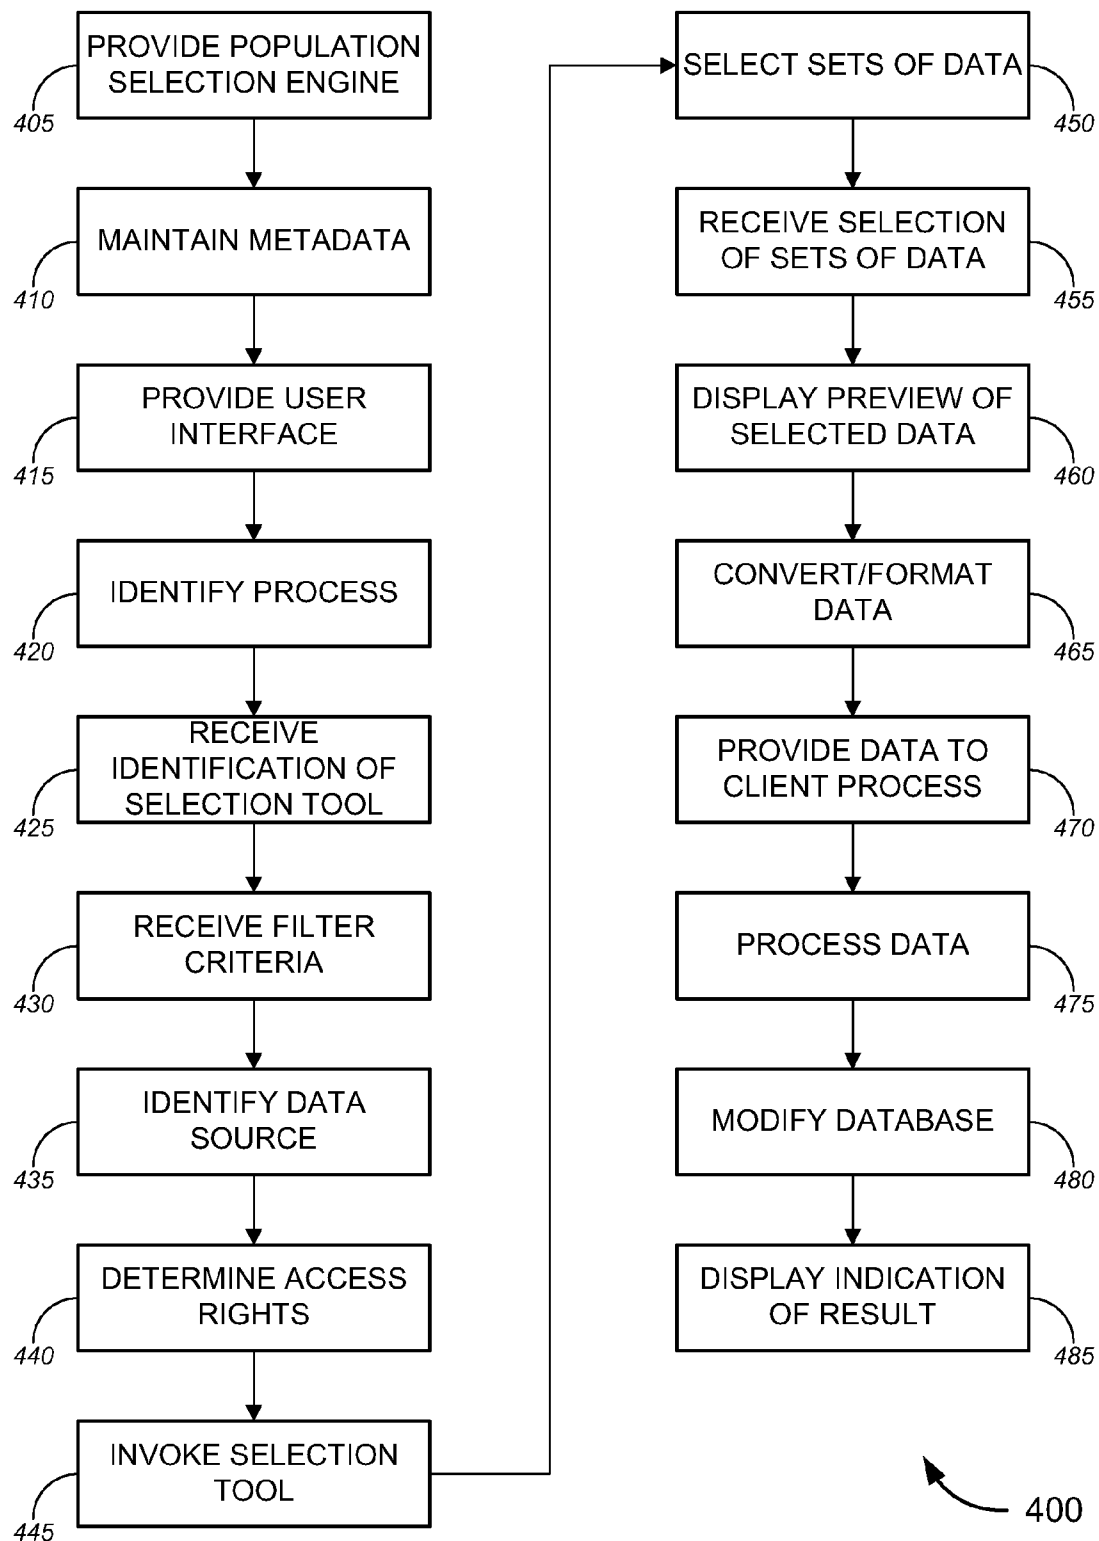 PROVIDE POPULATION
SELECTION ENGINE
405
MAINTAIN METADATA
410
PROVIDE USER
INTERFACE
415
IDENTIFY PROCESS
420
RECEIVE
IDENTIFICATION OF
SELECTION TOOL
425
RECEIVE FILTER
CRITERIA
430
IDENTIFY DATA
SOURCE
435
DETERMINE ACCESS
RIGHTS
440
INVOKE SELECTION
TOOL
445
SELECT SETS OF DATA
450
RECEIVE SELECTION
OF SETS OF DATA
455
DISPLAY PREVIEW OF
SELECTED DATA
460
CONVERT/FORMAT
DATA
465
PROVIDE DATA TO
CLIENT PROCESS
470
PROCESS DATA
475
MODIFY DATABASE
480
DISPLAY INDICATION
OF RESULT
485
400